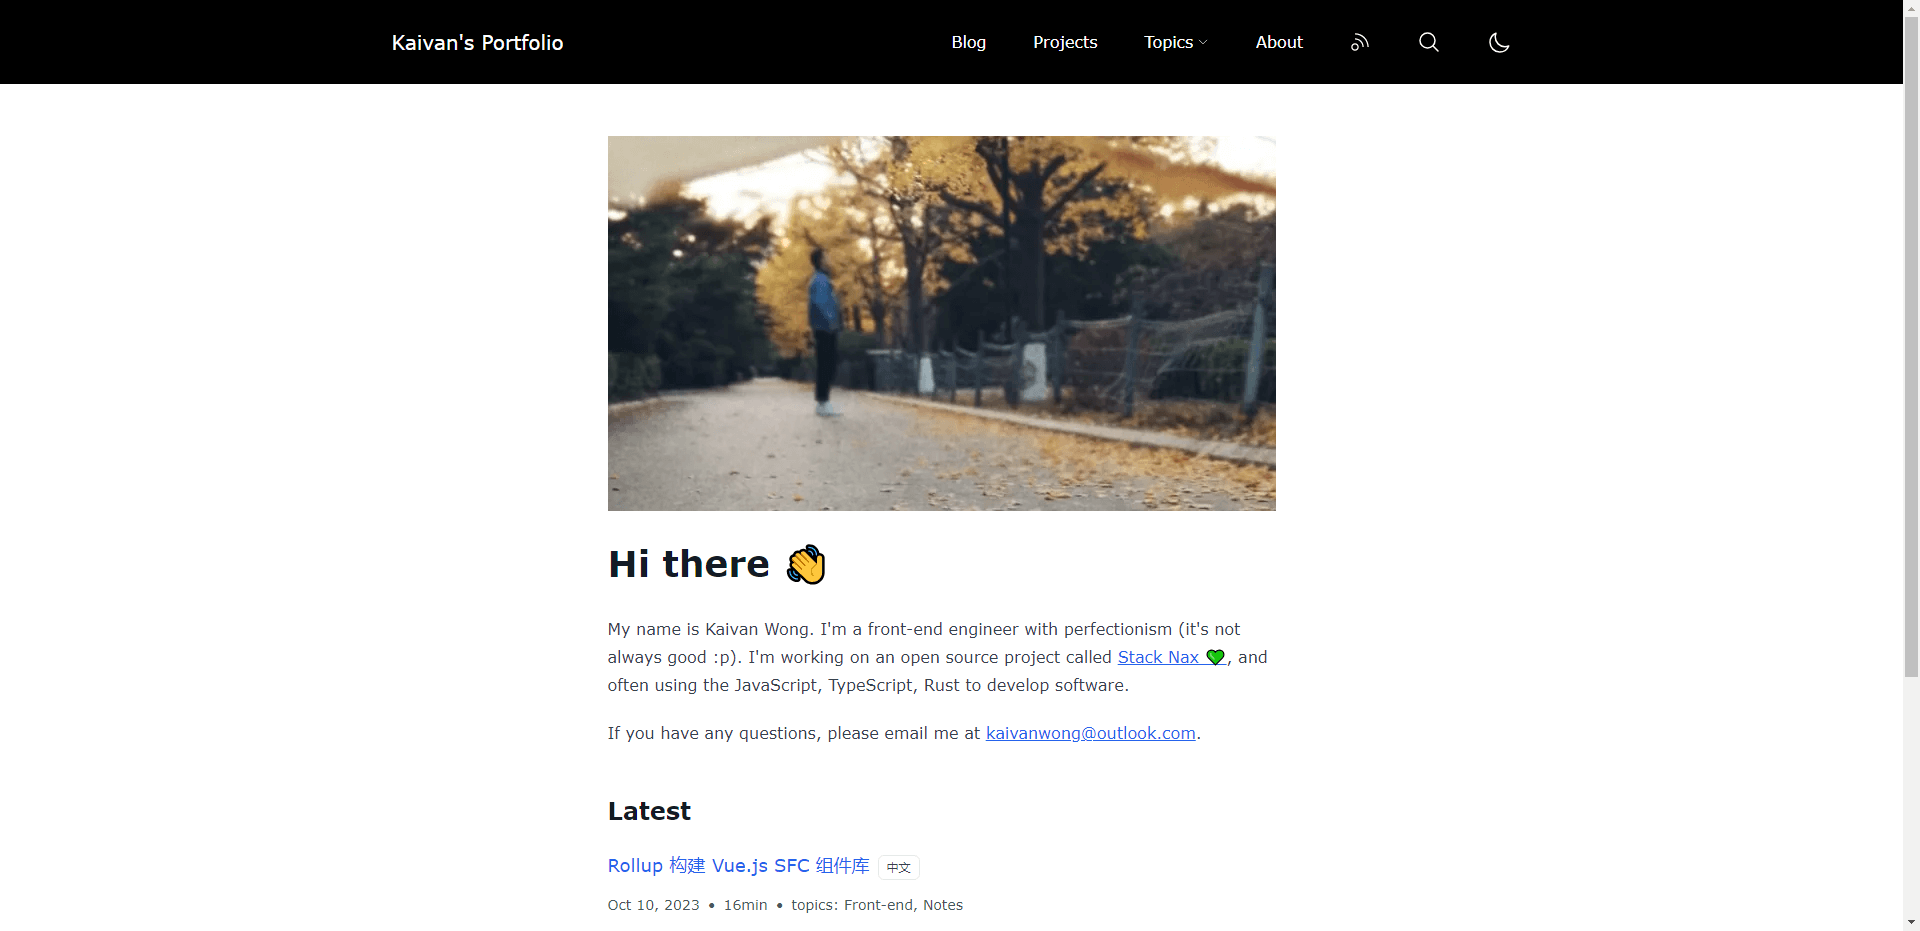 Kaivan's Portfolio
Blog Projects Topics About
Hi there 👋
My name is Kaivan Wong. I'm a front-end engineer with perfectionism (it's not
always good :p). I'm working on an open source project called Stack Nax 💚, and
often using the JavaScript, TypeScript, Rust to develop software.
If you have any questions, please email me at kaivanwong@outlook.com.
Latest
Rollup 构建 Vue.js SFC 组件库 中文
Oct 10, 2023 • 16min • topics: Front-end, Notes